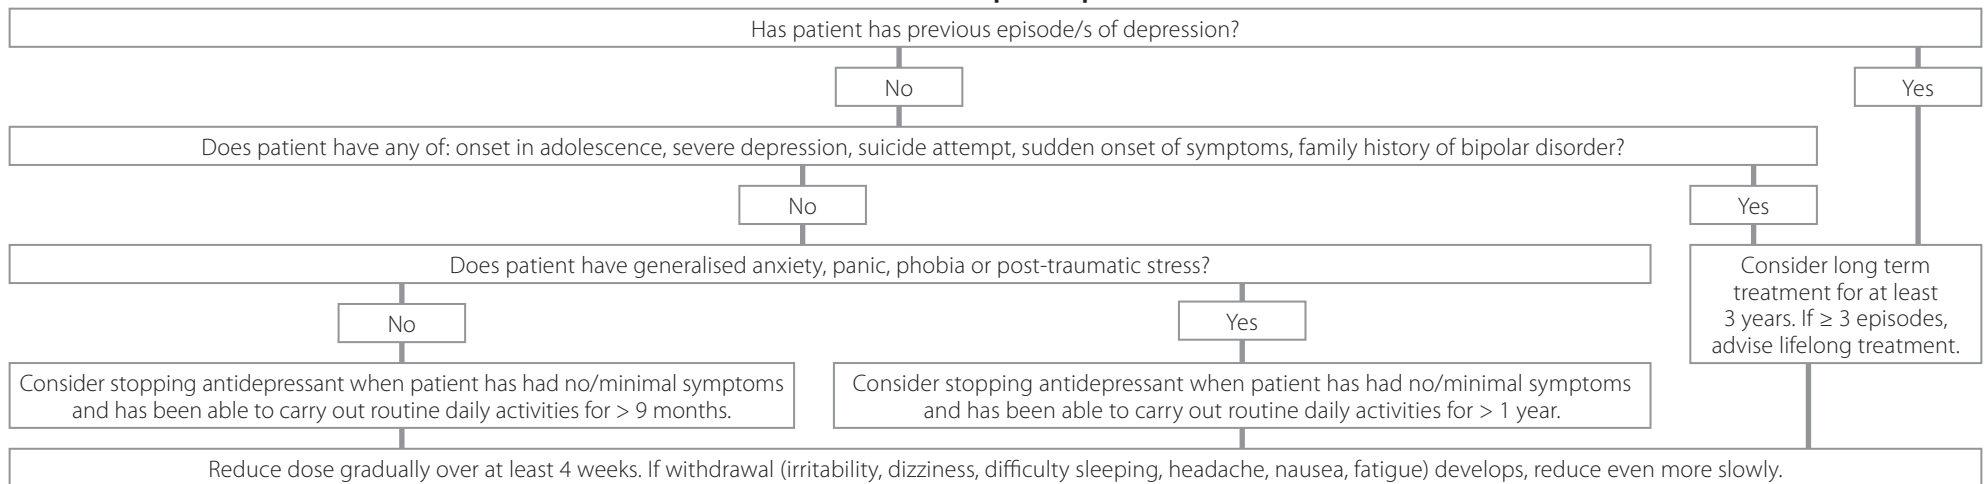 Has patient has previous episode/s of depression?
No
Yes
Does patient have any of: onset in adolescence, severe depression, suicide attempt, sudden onset of symptoms, family history of bipolar disorder?
No
Yes
Does patient have generalised anxiety, panic, phobia or post-traumatic stress?
Consider long term
treatment for at least
3 years. If ≥ 3 episodes,
advise lifelong treatment.
No
Yes
Consider stopping antidepressant when patient has had no/minimal symptoms
and has been able to carry out routine daily activities for > 9 months.
Consider stopping antidepressant when patient has had no/minimal symptoms
and has been able to carry out routine daily activities for > 1 year.
Reduce dose gradually over at least 4 weeks. If withdrawal (irritability, dizziness, difficulty sleeping, headache, nausea, fatigue) develops, reduce even more slowly.